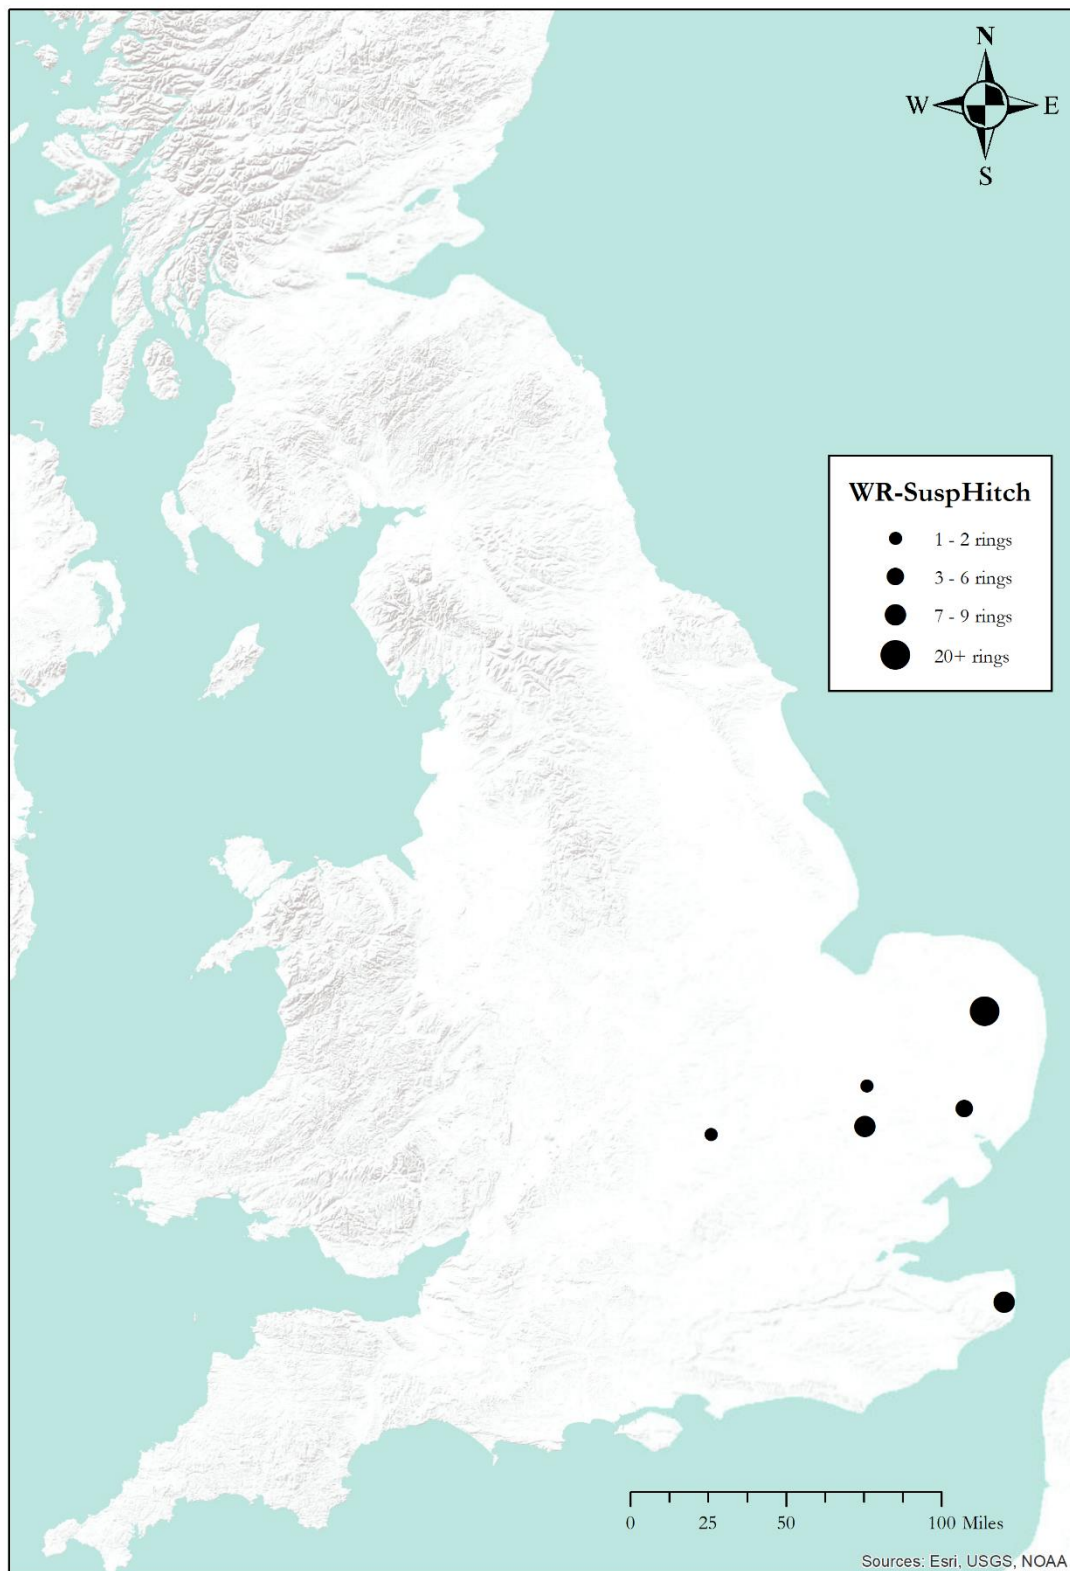 N
W E
S
WR-SuspHitch
1 - 2 rings
3 - 6 rings
7 - 9 rings
20+ rings
0 25 50 100 Miles
Sources: Esri, USGS, NOAA